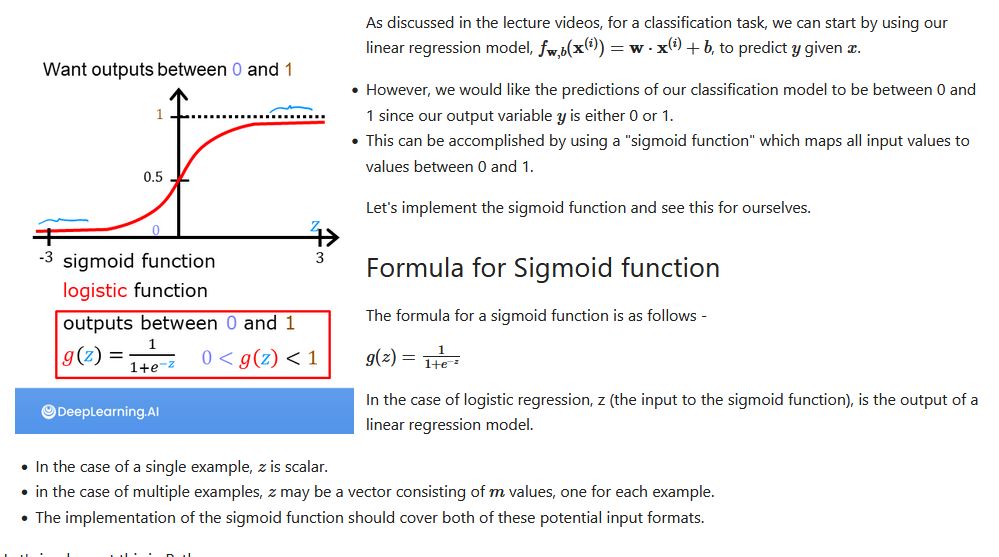 Want outputs between 0 and 1
1
0.5
0
z
-3
3
sigmoid function
logistic function
outputs between 0 and 1
g(z) = 1/(1+e^-z) 0 < g(z) < 1
DeepLearning.AI
As discussed in the lecture videos, for a classification task, we can start by using our
linear regression model, f_w,b(x^(i)) = w · x^(i) + b, to predict y given x.
• However, we would like the predictions of our classification model to be between 0 and
1 since our output variable y is either 0 or 1.
• This can be accomplished by using a "sigmoid function" which maps all input values to
values between 0 and 1.
Let's implement the sigmoid function and see this for ourselves.
Formula for Sigmoid function
The formula for a sigmoid function is as follows -
g(z) = 1/(1+e^-z)
In the case of logistic regression, z (the input to the sigmoid function), is the output of a
linear regression model.
• In the case of a single example, z is scalar.
• in the case of multiple examples, z may be a vector consisting of m values, one for each example.
• The implementation of the sigmoid function should cover both of these potential input formats.